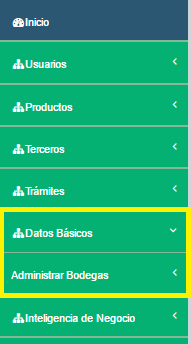 Inicio
Usuarios
Productos
Terceros
Trámites
Datos Básicos
Administrar Bodegas
Inteligencia de Negocio